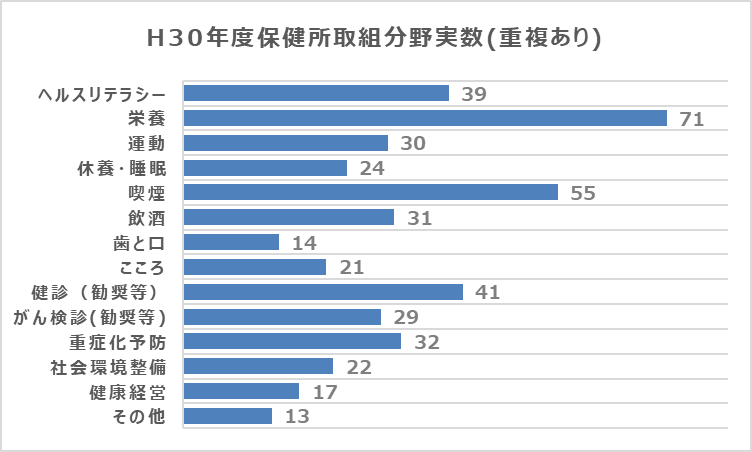 H30年度保健所取組分野実数(重複あり)
ヘルスリテラシー 39
栄養 71
運動 30
休養・睡眠 24
喫煙 55
飲酒 31
歯と口 14
こころ 21
健診（勧奨等） 41
がん検診(勧奨等) 29
重症化予防 32
社会環境整備 22
健康経営 17
その他 13